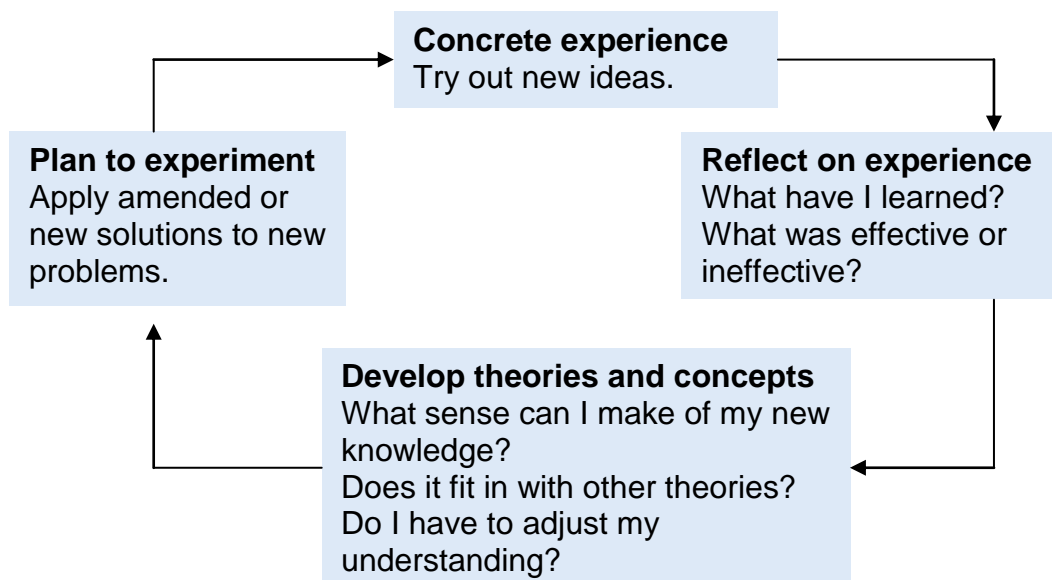 Concrete experience
Try out new ideas.
Plan to experiment
Apply amended or
new solutions to new
problems.
Reflect on experience
What have I learned?
What was effective or
ineffective?
Develop theories and concepts
What sense can I make of my new
knowledge?
Does it fit in with other theories?
Do I have to adjust my
understanding?